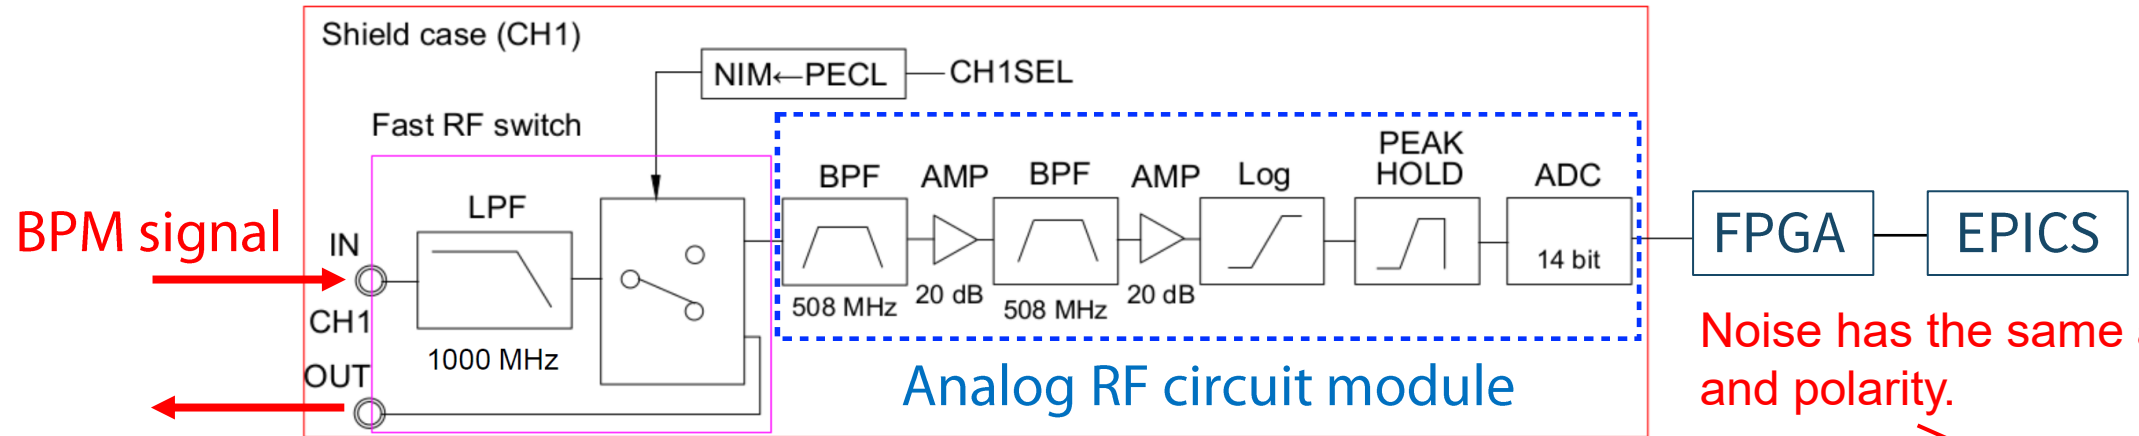 Shield case (CH1)
NIM←PECL
CH1SEL
Fast RF switch
BPM signal
IN
CH1
OUT
LPF
1000 MHz
BPF
508 MHz
AMP
20 dB
BPF
508 MHz
AMP
20 dB
Log
PEAK
HOLD
ADC
14 bit
Analog RF circuit module
FPGA
EPICS
Noise has the same
and polarity.